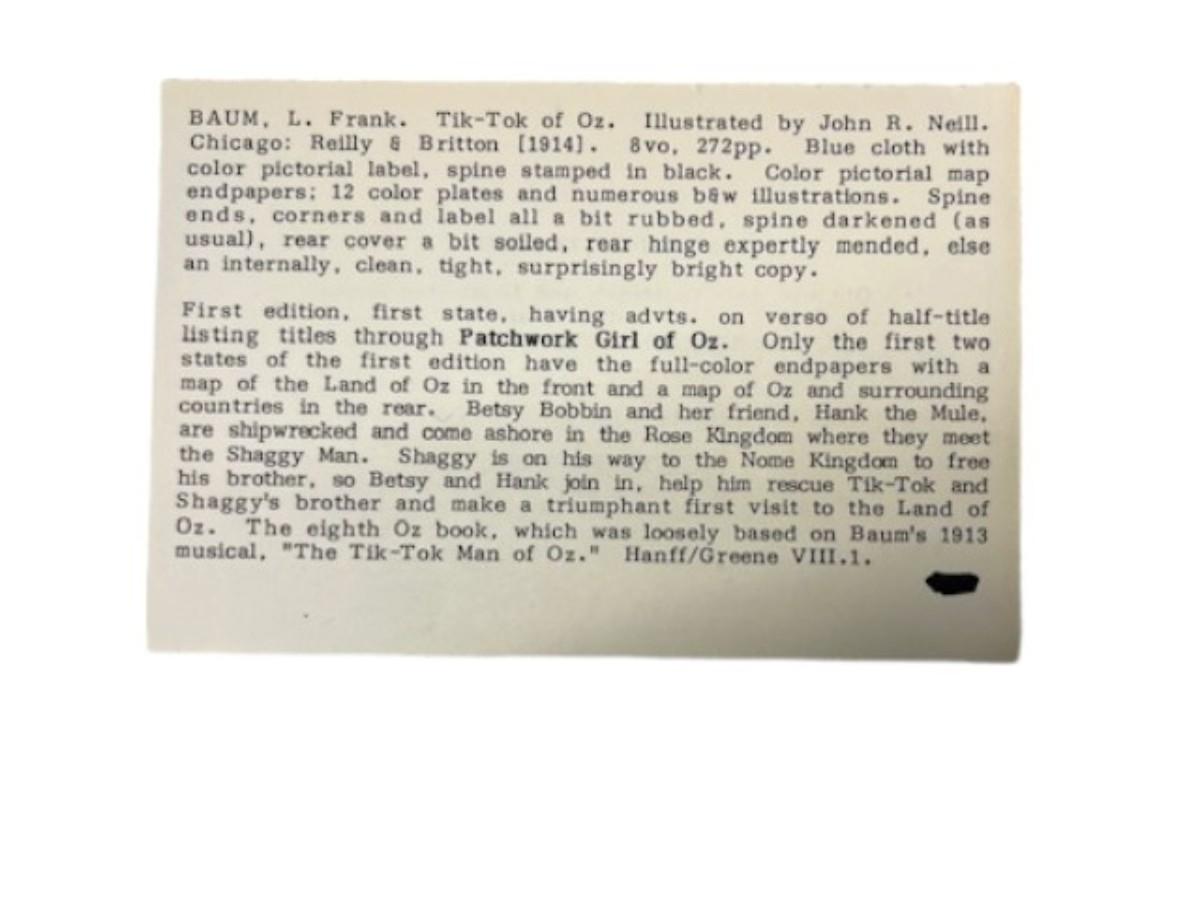 BAUM, L. Frank. Tik-Tok of Oz. Illustrated by John R. Neill.
Chicago: Reilly & Britton [1914]. 8vo, 272pp. Blue cloth with
color pictorial label, spine stamped in black. Color pictorial map
endpapers; 12 color plates and numerous b&w illustrations. Spine
ends, corners and label all a bit rubbed, spine darkened (as
usual), rear cover a bit soiled, rear hinge expertly mended, else
an internally, clean, tight, surprisingly bright copy.
First edition, first state, having advts. on verso of half-title
listing titles through Patchwork Girl of Oz. Only the first two
states of the first edition have the full-color endpapers with a
map of the Land of Oz in the front and a map of Oz and surrounding
countries in the rear. Betsy Bobbin and her friend, Hank the Mule,
are shipwrecked and come ashore in the Rose Kingdom where they meet
the Shaggy Man. Shaggy is on his way to the Nome Kingdom to free
his brother, so Betsy and Hank join in, help him rescue Tik-Tok and
Shaggy's brother and make a triumphant first visit to the Land of
Oz. The eighth Oz book, which was loosely based on Baum's 1913
musical, "The Tik-Tok Man of Oz." Hanff/Greene VIII.1.